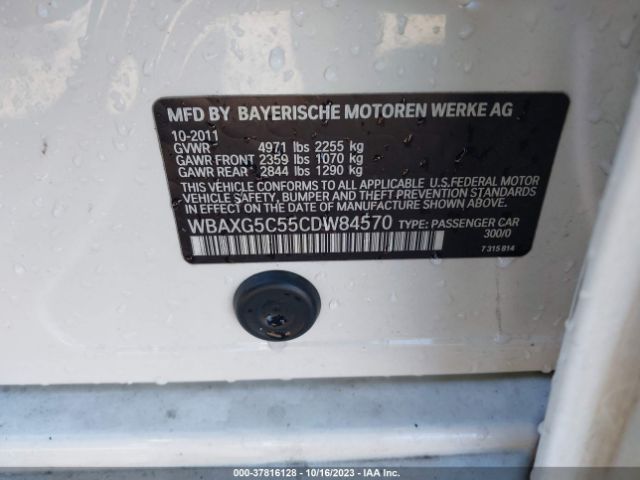 MFD BY BAYERISCHE MOTOREN WERKE AG
10-2011
GVWR 4971 lbs 2255 kg
GAWR FRONT 2359 lbs 1070 kg
GAWR REAR 2844 lbs 1290 kg
THIS VEHICLE CONFORMS TO ALL APPLICABLE U.S.FEDERAL MOTOR
VEHICLE SAFETY, BUMPER, AND THEFT PREVENTION STANDARDS
IN EFFECT ON THE DATE OF MANUFACTURE SHOWN ABOVE.
WBAXG5C55CDW84570 TYPE: PASSENGER CAR
300/0
7 315 814
000-37816128 - 10/16/2023 - IAA Inc.